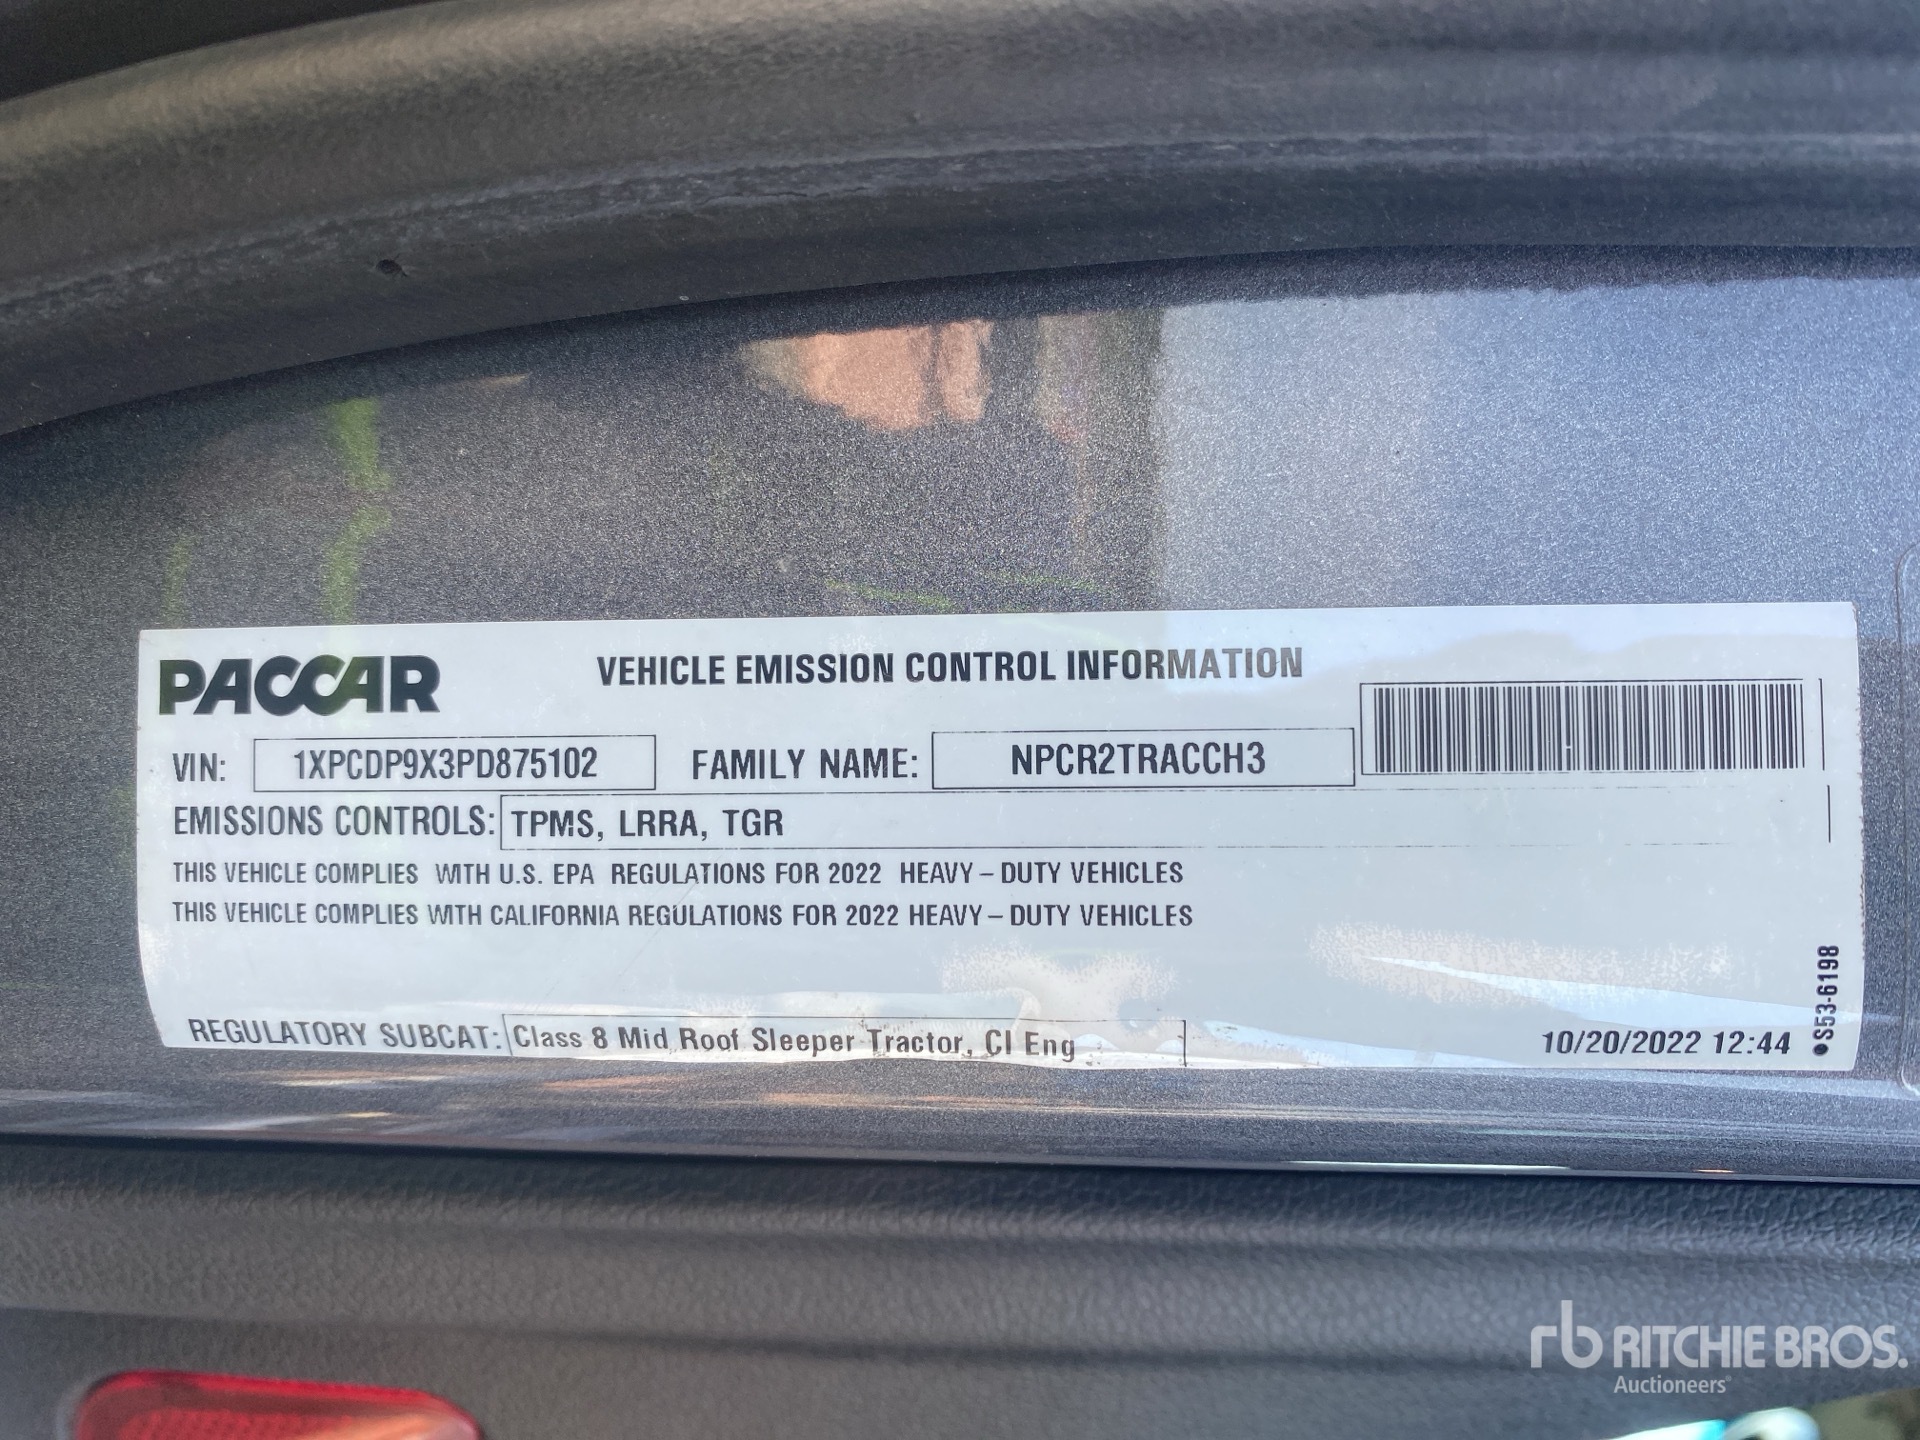 PACCAR
VEHICLE EMISSION CONTROL INFORMATION
VIN: 1XPCDP9X3PD875102 FAMILY NAME: NPCR2TRACCH3
EMISSIONS CONTROLS: TPMS, LRRA, TGR
THIS VEHICLE COMPLIES WITH U.S. EPA REGULATIONS FOR 2022 HEAVY – DUTY VEHICLES
THIS VEHICLE COMPLIES WITH CALIFORNIA REGULATIONS FOR 2022 HEAVY – DUTY VEHICLES
REGULATORY SUBCAT: Class 8 Mid Roof Sleeper Tractor, CI Eng
10/20/2022 12:44
●S53-6198
rb RITCHIE BROS.
Auctioneers